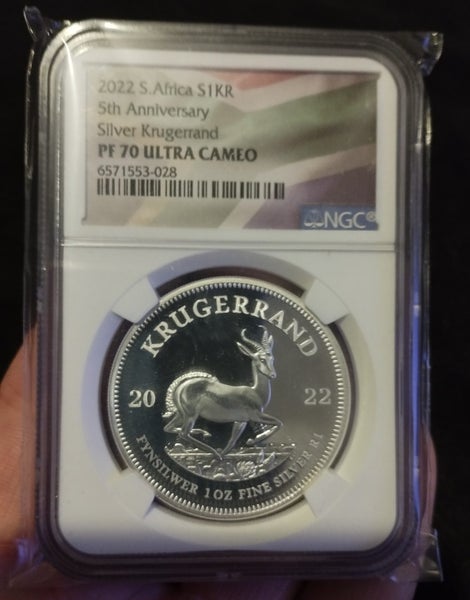 2022 S.Africa S1KR
5th Anniversary
Silver Krugerrand
PF 70 ULTRA CAMEO
6571553-028
NGC®
KRUGERRAND
20 22
FYNSILWER 1 OZ FINE SILVER R1